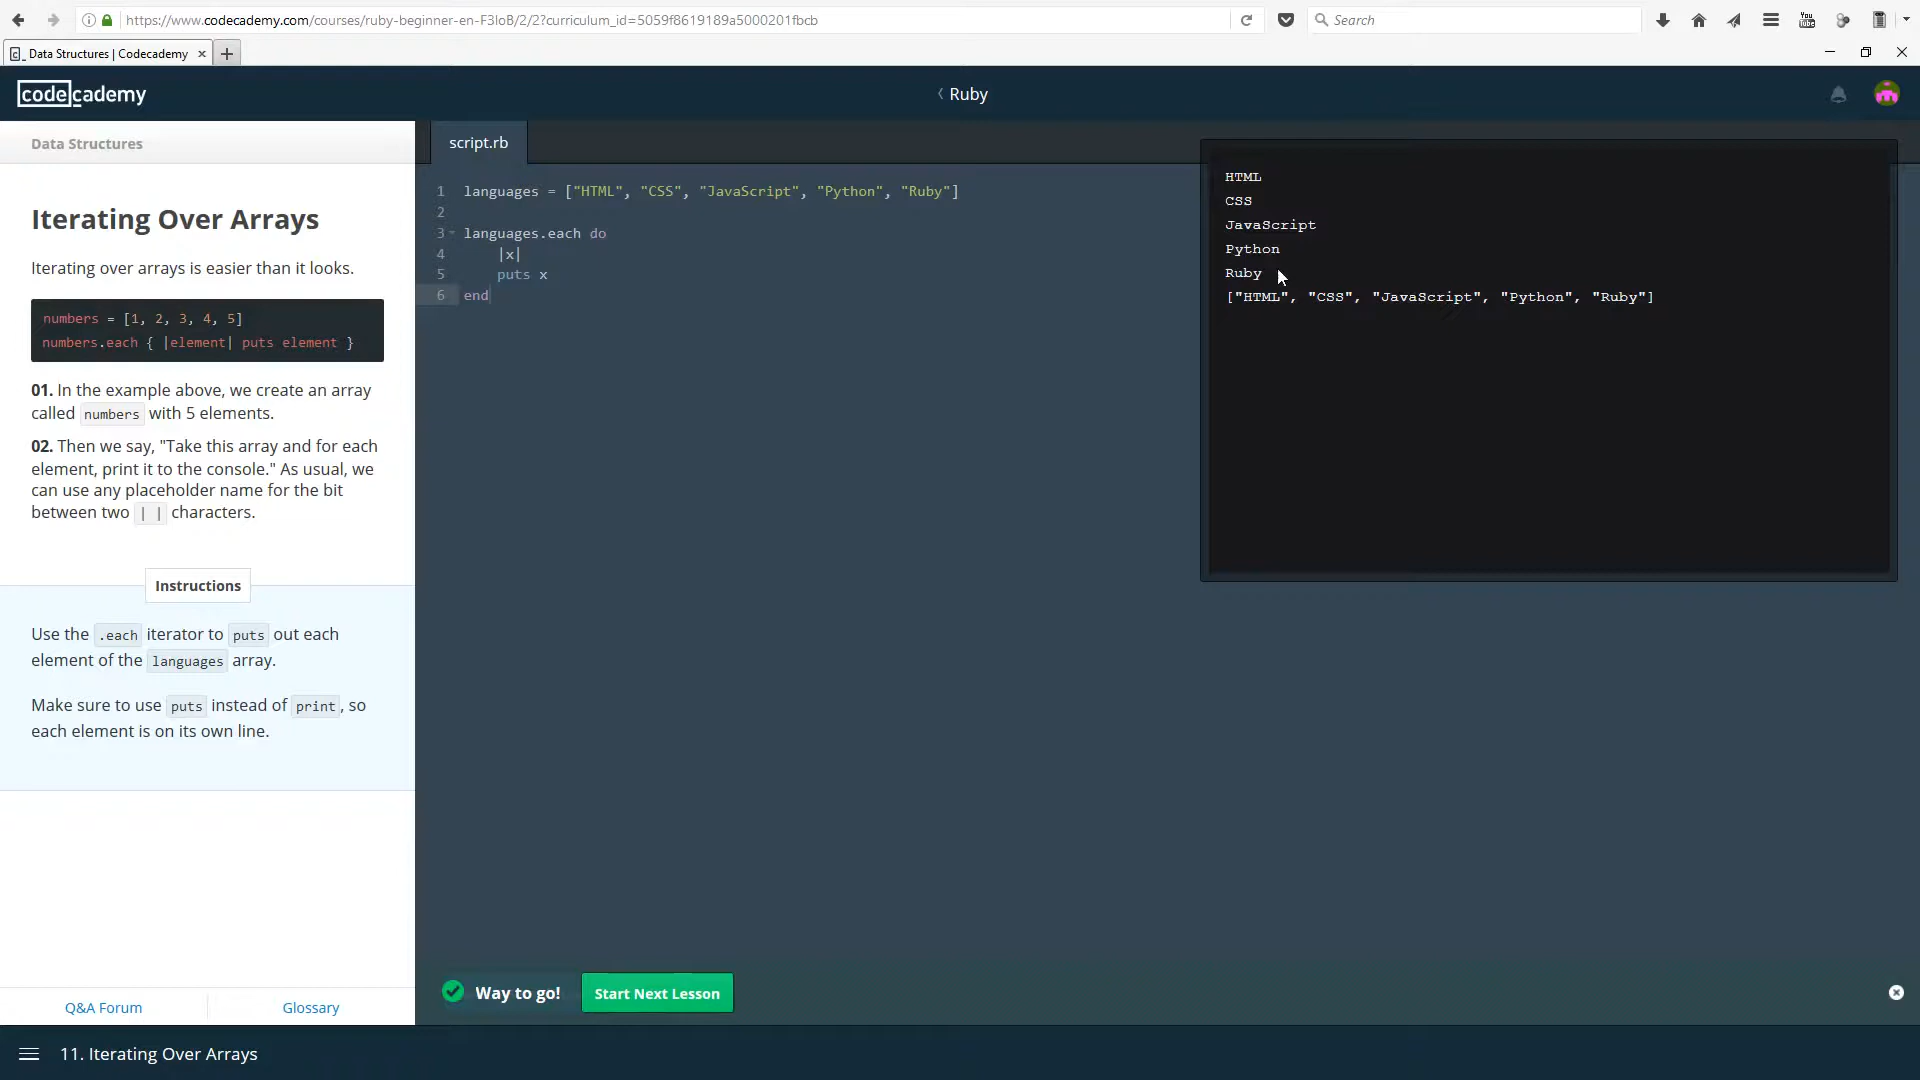 https://www.codecademy.com/courses/ruby-beginner-en-F3loB/2/2?curriculum_id=5059f8619189a5000201fbcb
Search
You
Tube
Data Structures | Codecademy
codecademy
Ruby
Data Structures
script.rb
Iterating Over Arrays
Iterating over arrays is easier than it looks.
numbers = [1, 2, 3, 4, 5]
numbers.each { |element| puts element }
01. In the example above, we create an array
called numbers with 5 elements.
02. Then we say, "Take this array and for each
element, print it to the console." As usual, we
can use any placeholder name for the bit
between two | | characters.
Instructions
Use the .each iterator to puts out each
element of the languages array.
Make sure to use puts instead of print, so
each element is on its own line.
Q&A Forum
Glossary
1 languages = ["HTML", "CSS", "JavaScript", "Python", "Ruby"]
2
3 languages.each do
4 |x|
5 puts x
6 end
HTML
CSS
JavaScript
Python
Ruby
["HTML", "CSS", "JavaScript", "Python", "Ruby"]
Way to go!
Start Next Lesson
11. Iterating Over Arrays